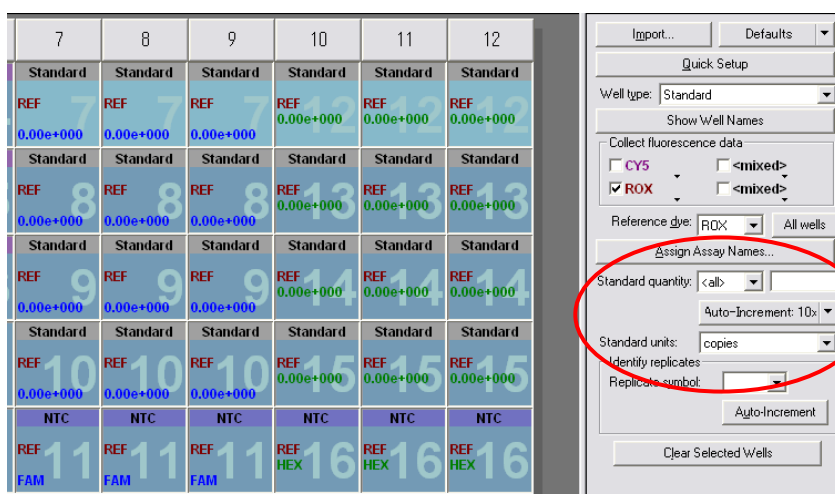 7 8 9 10 11 12
Standard Standard Standard Standard Standard Standard
REF 7 REF 7 REF 7 REF 12 REF 12 REF 12
0.00e+000 0.00e+000 0.00e+000 0.00e+000 0.00e+000 0.00e+000
Standard Standard Standard Standard Standard Standard
REF 8 REF 8 REF 8 REF 13 REF 13 REF 13
0.00e+000 0.00e+000 0.00e+000 0.00e+000 0.00e+000 0.00e+000
Standard Standard Standard Standard Standard Standard
REF 9 REF 9 REF 9 REF 14 REF 14 REF 14
0.00e+000 0.00e+000 0.00e+000 0.00e+000 0.00e+000 0.00e+000
Standard Standard Standard Standard Standard Standard
REF 10 REF 10 REF 10 REF 15 REF 15 REF 15
0.00e+000 0.00e+000 0.00e+000 0.00e+000 0.00e+000 0.00e+000
NTC NTC NTC NTC NTC NTC
REF 11 REF 11 REF 11 REF 16 REF 16 REF 16
FAM FAM FAM HEX HEX HEX
Import... Defaults
Quick Setup
Well type: Standard
Show Well Names
Collect fluorescence data
CY5 <mixed>
ROX <mixed>
Reference dye: ROX All wells
Assign Assay Names...
Standard quantity: <all>
Auto-Increment: 10x
Standard units: copies
Identify replicates
Replicate symbol:
Auto-Increment
Clear Selected Wells